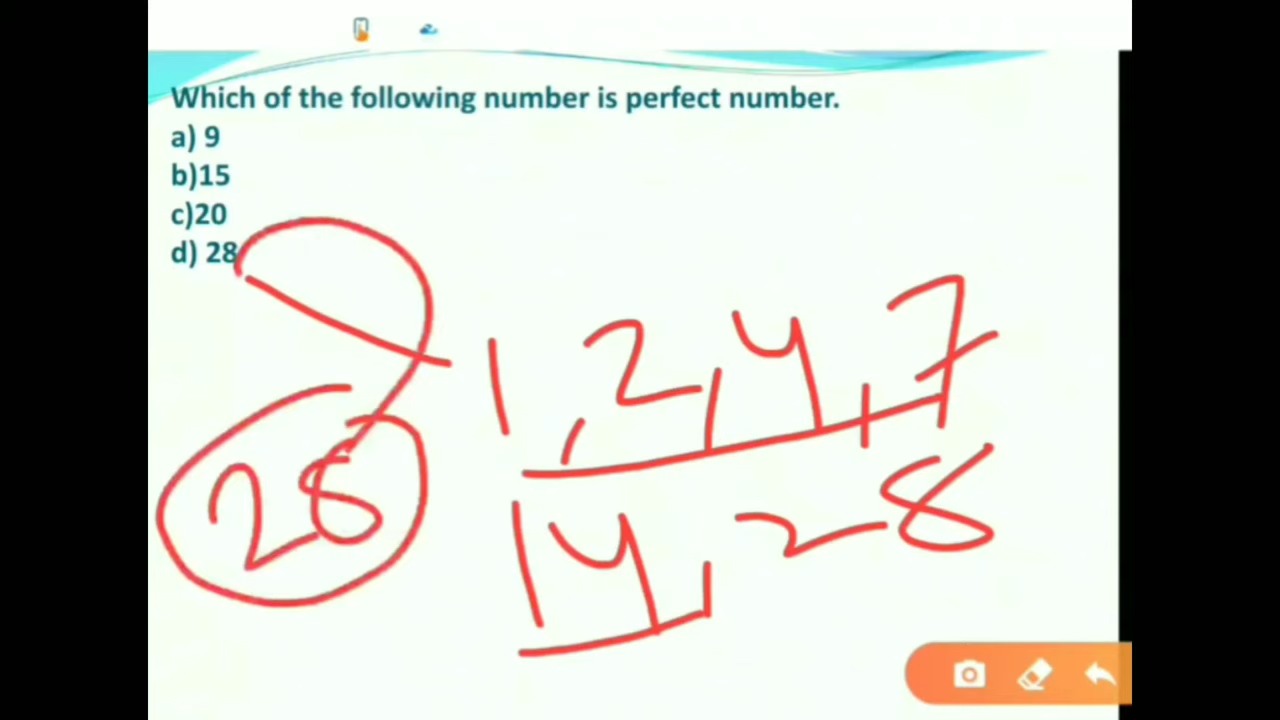 Which of the following number is perfect number.
a) 9
b)15
c)20
d) 28
1, 2, 4, 7
28
14, 28